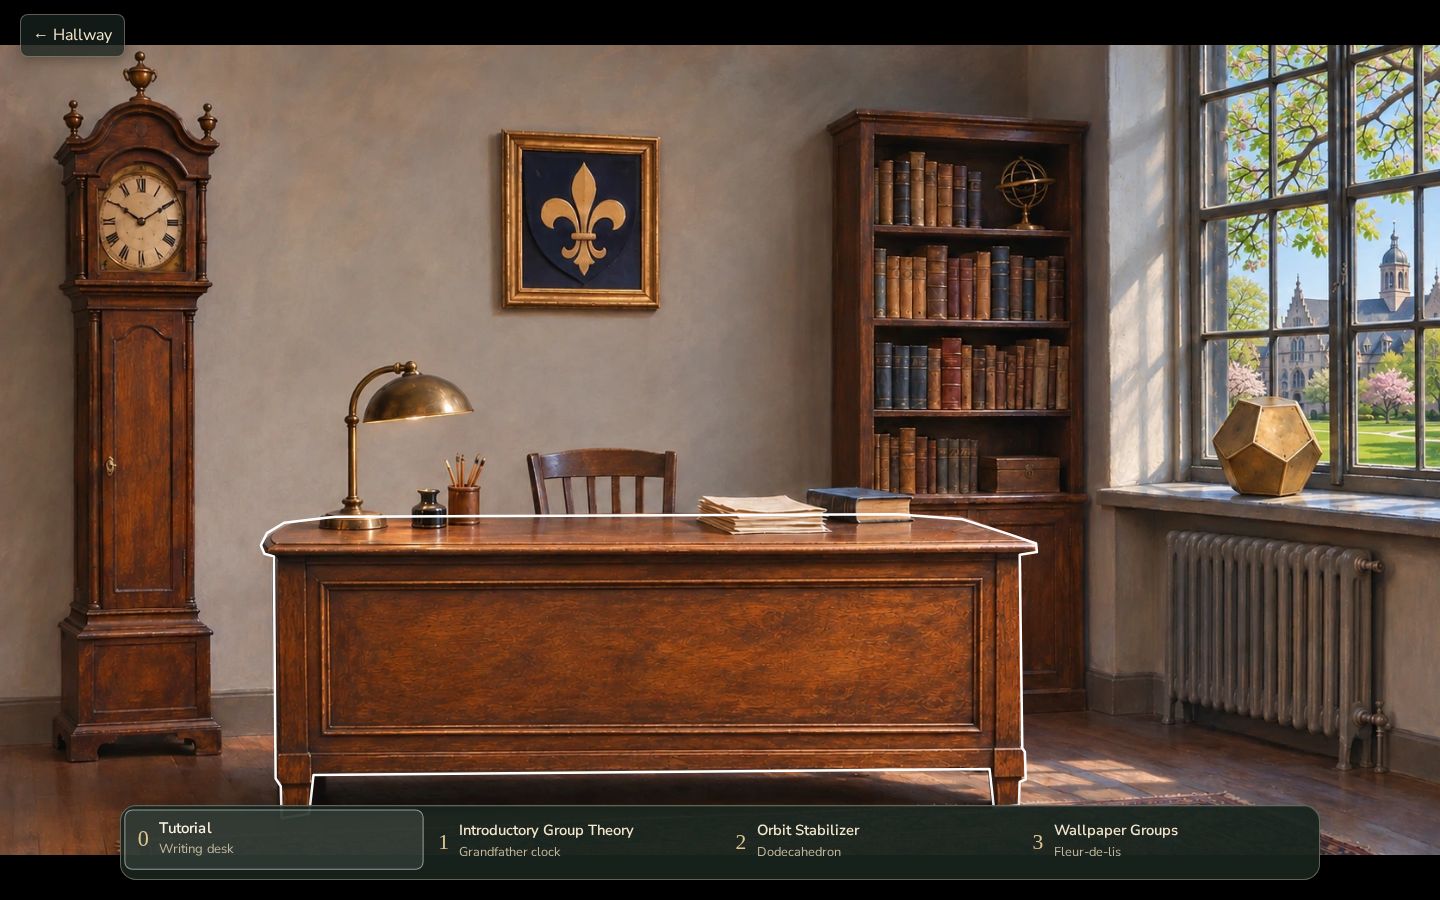 ← Hallway
0
Tutorial
Writing desk
1
Introductory Group Theory
Grandfather clock
2
Orbit Stabilizer
Dodecahedron
3
Wallpaper Groups
Fleur-de-lis